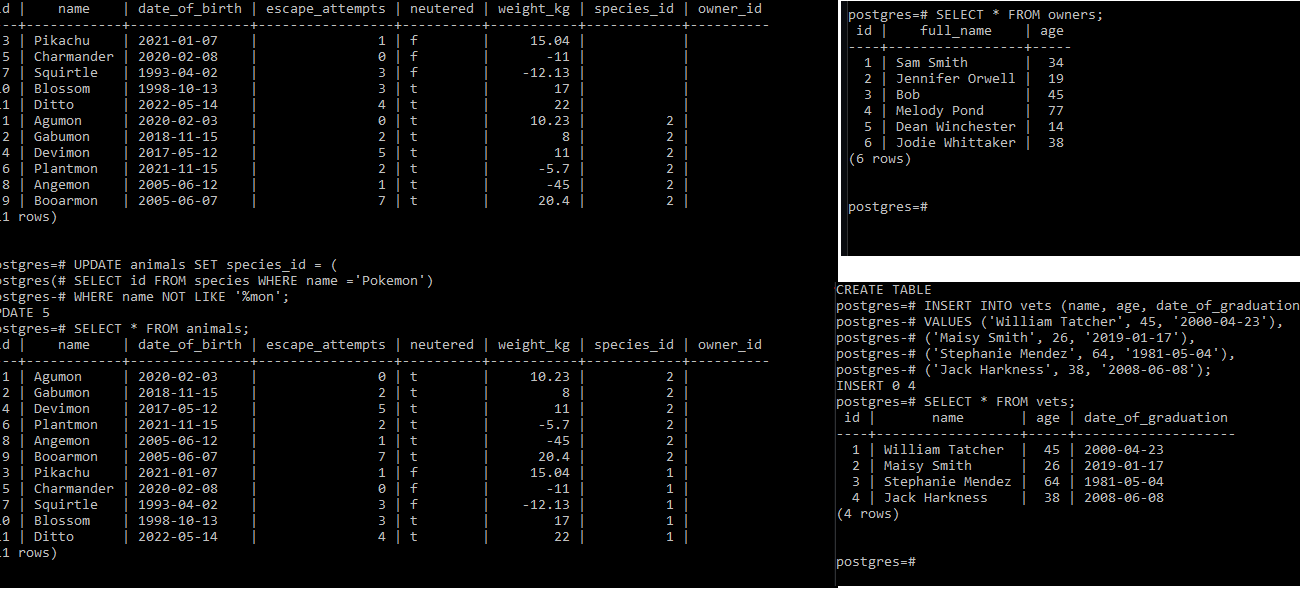 id |    name    | date_of_birth | escape_attempts | neutered | weight_kg | species_id | owner_id
----+------------+---------------+-----------------+----------+-----------+------------+----------
3 | Pikachu    | 2021-01-07    |               1 | f        |     15.04 |            |
5 | Charmander | 2020-02-08    |               0 | f        |       -11 |            |
7 | Squirtle   | 1993-04-02    |               3 | f        |    -12.13 |            |
0 | Blossom    | 1998-10-13    |               3 | t        |        17 |            |
1 | Ditto      | 2022-05-14    |               4 | t        |        22 |            |
1 | Agumon     | 2020-02-03    |               0 | t        |     10.23 |          2 |
2 | Gabumon    | 2018-11-15    |               2 | t        |         8 |          2 |
4 | Devimon    | 2017-05-12    |               5 | t        |        11 |          2 |
6 | Plantmon   | 2021-11-15    |               2 | t        |      -5.7 |          2 |
8 | Angemon    | 2005-06-12    |               1 | t        |       -45 |          2 |
9 | Booarmon   | 2005-06-07    |               7 | t        |      20.4 |          2 |
1 rows)
ostgres=# UPDATE animals SET species_id = (
ostgres(# SELECT id FROM species WHERE name ='Pokemon')
ostgres-# WHERE name NOT LIKE '%mon';
PDATE 5
ostgres=# SELECT * FROM animals;
id |    name    | date_of_birth | escape_attempts | neutered | weight_kg | species_id | owner_id
----+------------+---------------+-----------------+----------+-----------+------------+----------
1 | Agumon     | 2020-02-03    |               0 | t        |     10.23 |          2 |
2 | Gabumon    | 2018-11-15    |               2 | t        |         8 |          2 |
4 | Devimon    | 2017-05-12    |               5 | t        |        11 |          2 |
6 | Plantmon   | 2021-11-15    |               2 | t        |      -5.7 |          2 |
8 | Angemon    | 2005-06-12    |               1 | t        |       -45 |          2 |
9 | Booarmon   | 2005-06-07    |               7 | t        |      20.4 |          2 |
3 | Pikachu    | 2021-01-07    |               1 | f        |     15.04 |          1 |
5 | Charmander | 2020-02-08    |               0 | f        |       -11 |          1 |
7 | Squirtle   | 1993-04-02    |               3 | f        |    -12.13 |          1 |
0 | Blossom    | 1998-10-13    |               3 | t        |        17 |          1 |
1 | Ditto      | 2022-05-14    |               4 | t        |        22 |          1 |
1 rows)
postgres=# SELECT * FROM owners;
 id |    full_name    | age
----+-----------------+-----
  1 | Sam Smith       |  34
  2 | Jennifer Orwell |  19
  3 | Bob             |  45
  4 | Melody Pond     |  77
  5 | Dean Winchester |  14
  6 | Jodie Whittaker |  38
(6 rows)
postgres=#
CREATE TABLE
postgres=# INSERT INTO vets (name, age, date_of_graduation
postgres-# VALUES ('William Tatcher', 45, '2000-04-23'),
postgres-# ('Maisy Smith', 26, '2019-01-17'),
postgres-# ('Stephanie Mendez', 64, '1981-05-04'),
postgres-# ('Jack Harkness', 38, '2008-06-08');
INSERT 0 4
postgres=# SELECT * FROM vets;
 id |       name       | age | date_of_graduation
----+------------------+-----+--------------------
  1 | William Tatcher  |  45 | 2000-04-23
  2 | Maisy Smith      |  26 | 2019-01-17
  3 | Stephanie Mendez |  64 | 1981-05-04
  4 | Jack Harkness    |  38 | 2008-06-08
(4 rows)
postgres=#